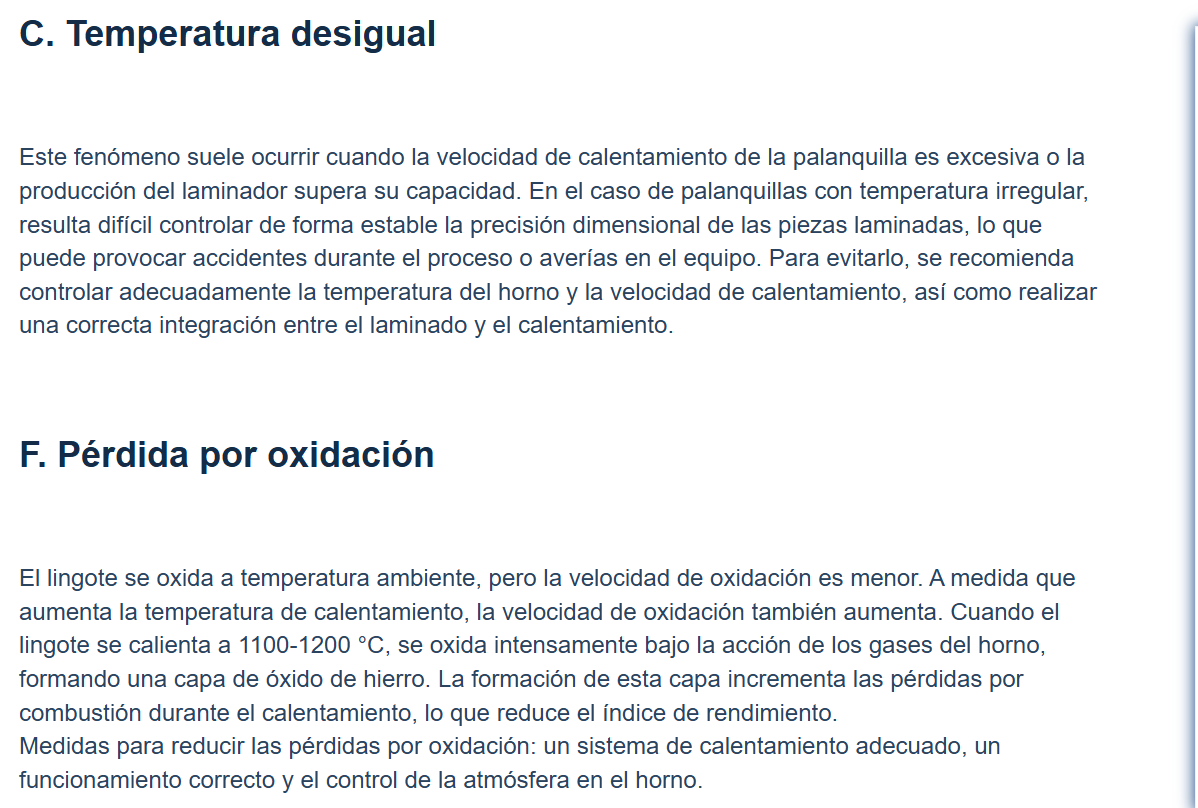 C. Temperatura desigual
Este fenómeno suele ocurrir cuando la velocidad de calentamiento de la palanquilla es excesiva o la
producción del laminador supera su capacidad. En el caso de palanquillas con temperatura irregular,
resulta difícil controlar de forma estable la precisión dimensional de las piezas laminadas, lo que
puede provocar accidentes durante el proceso o averías en el equipo. Para evitarlo, se recomienda
controlar adecuadamente la temperatura del horno y la velocidad de calentamiento, así como realizar
una correcta integración entre el laminado y el calentamiento.
F. Pérdida por oxidación
El lingote se oxida a temperatura ambiente, pero la velocidad de oxidación es menor. A medida que
aumenta la temperatura de calentamiento, la velocidad de oxidación también aumenta. Cuando el
lingote se calienta a 1100-1200 °C, se oxida intensamente bajo la acción de los gases del horno,
formando una capa de óxido de hierro. La formación de esta capa incrementa las pérdidas por
combustión durante el calentamiento, lo que reduce el índice de rendimiento.
Medidas para reducir las pérdidas por oxidación: un sistema de calentamiento adecuado, un
funcionamiento correcto y el control de la atmósfera en el horno.